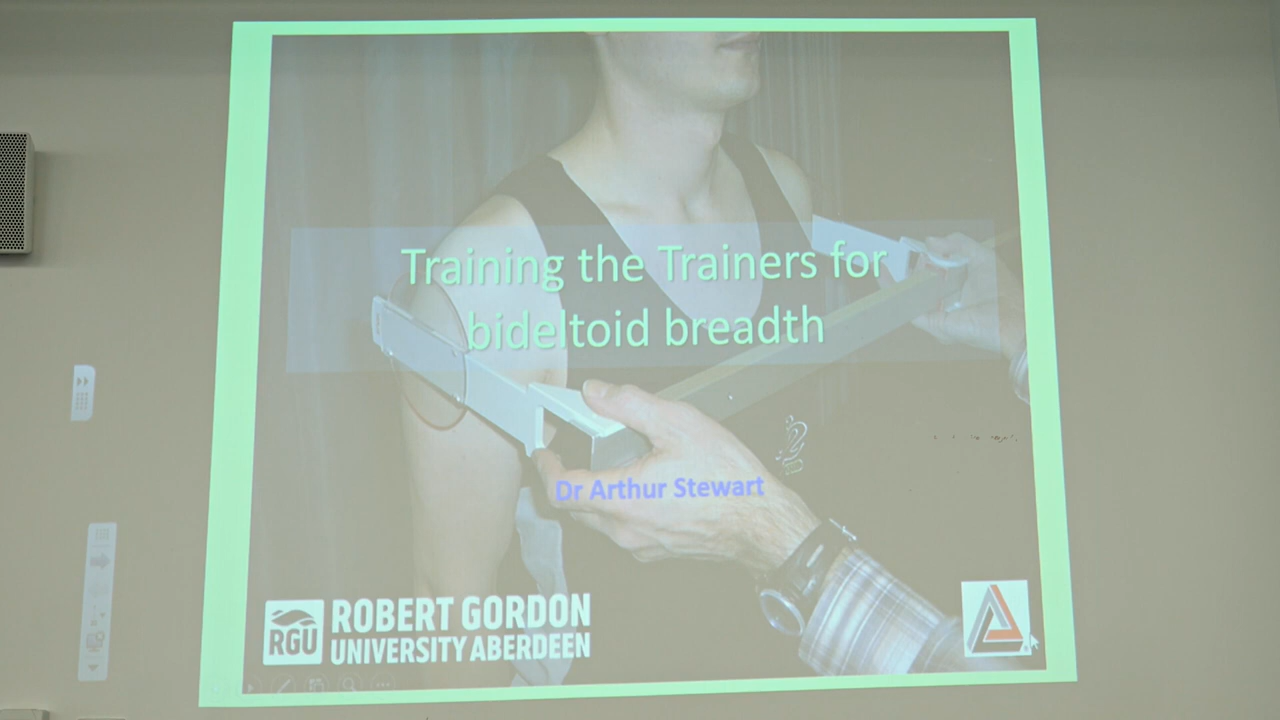 Training the Trainers for
bideltoid breadth
Dr Arthur Stewart
RGU
ROBERT GORDON
UNIVERSITY ABERDEEN